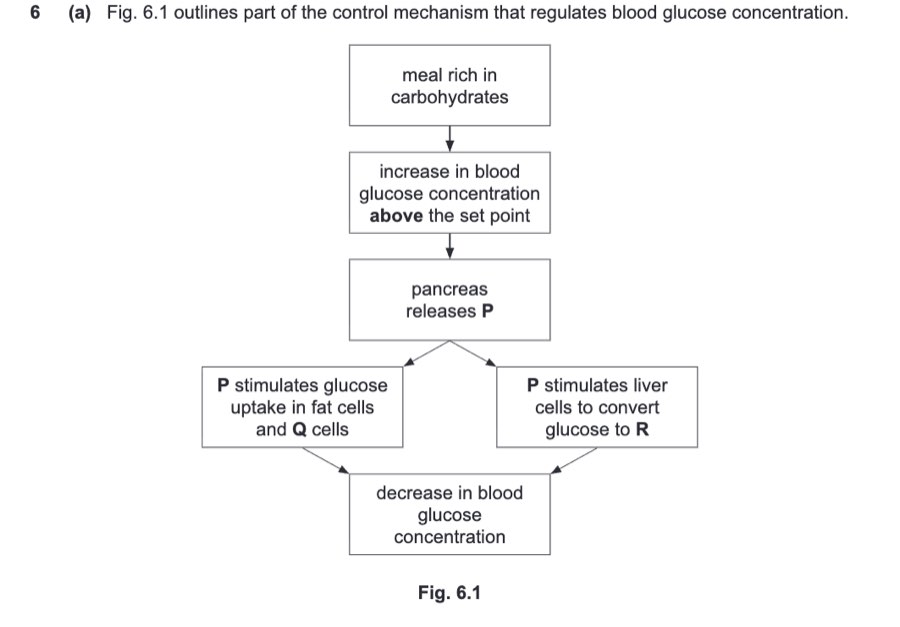 6 (a) Fig. 6.1 outlines part of the control mechanism that regulates blood glucose concentration.
meal rich in
carbohydrates
increase in blood
glucose concentration
above the set point
pancreas
releases P
P stimulates glucose
uptake in fat cells
and Q cells
P stimulates liver
cells to convert
glucose to R
decrease in blood
glucose
concentration
Fig. 6.1